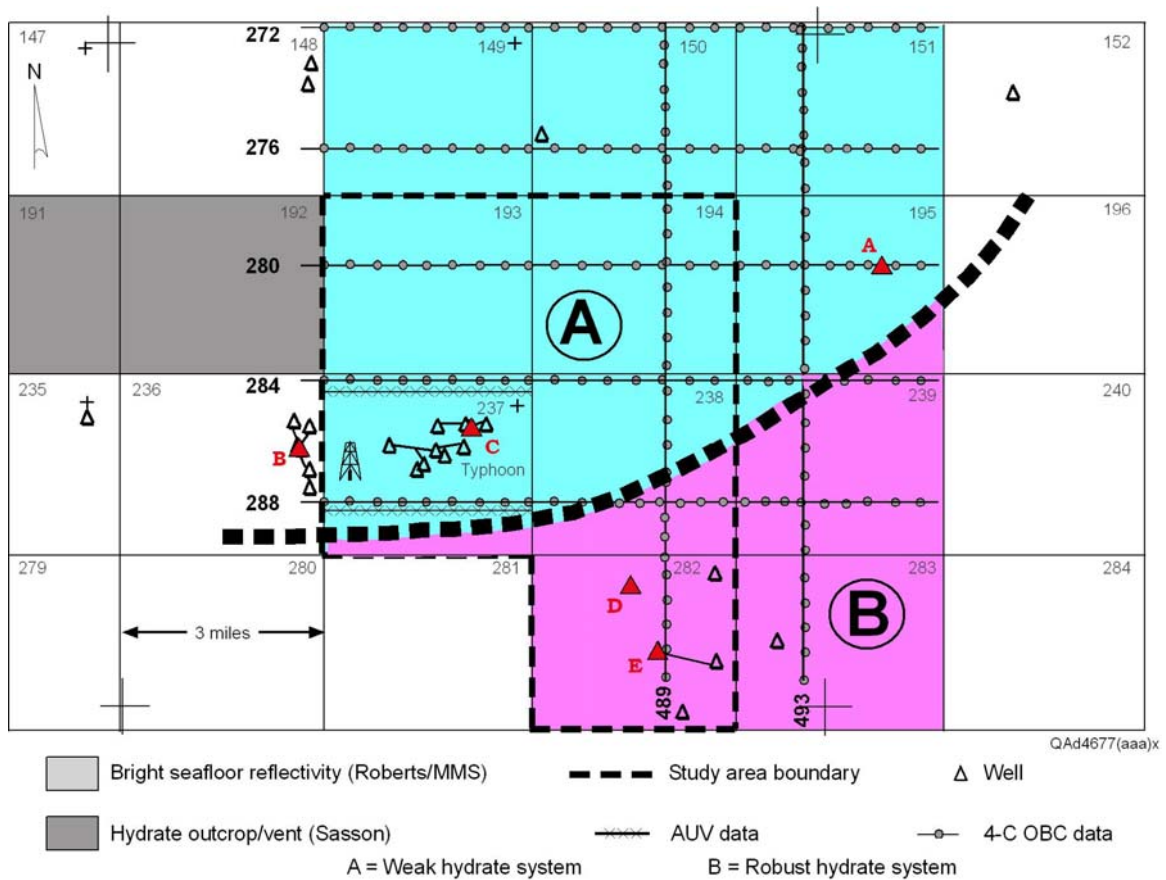 147
272
148
149
150
151
152
N
276
191
192
193
194
195
196
A
280
A
235
236
284
237
238
239
240
B
C
Typhoon
288
279
280
281
282
283
284
D
B
3 miles
E
489
493
QAd4677(aaa)x
Bright seafloor reflectivity (Roberts/MMS)
Study area boundary
Well
Hydrate outcrop/vent (Sasson)
AUV data
4-C OBC data
A = Weak hydrate system
B = Robust hydrate system